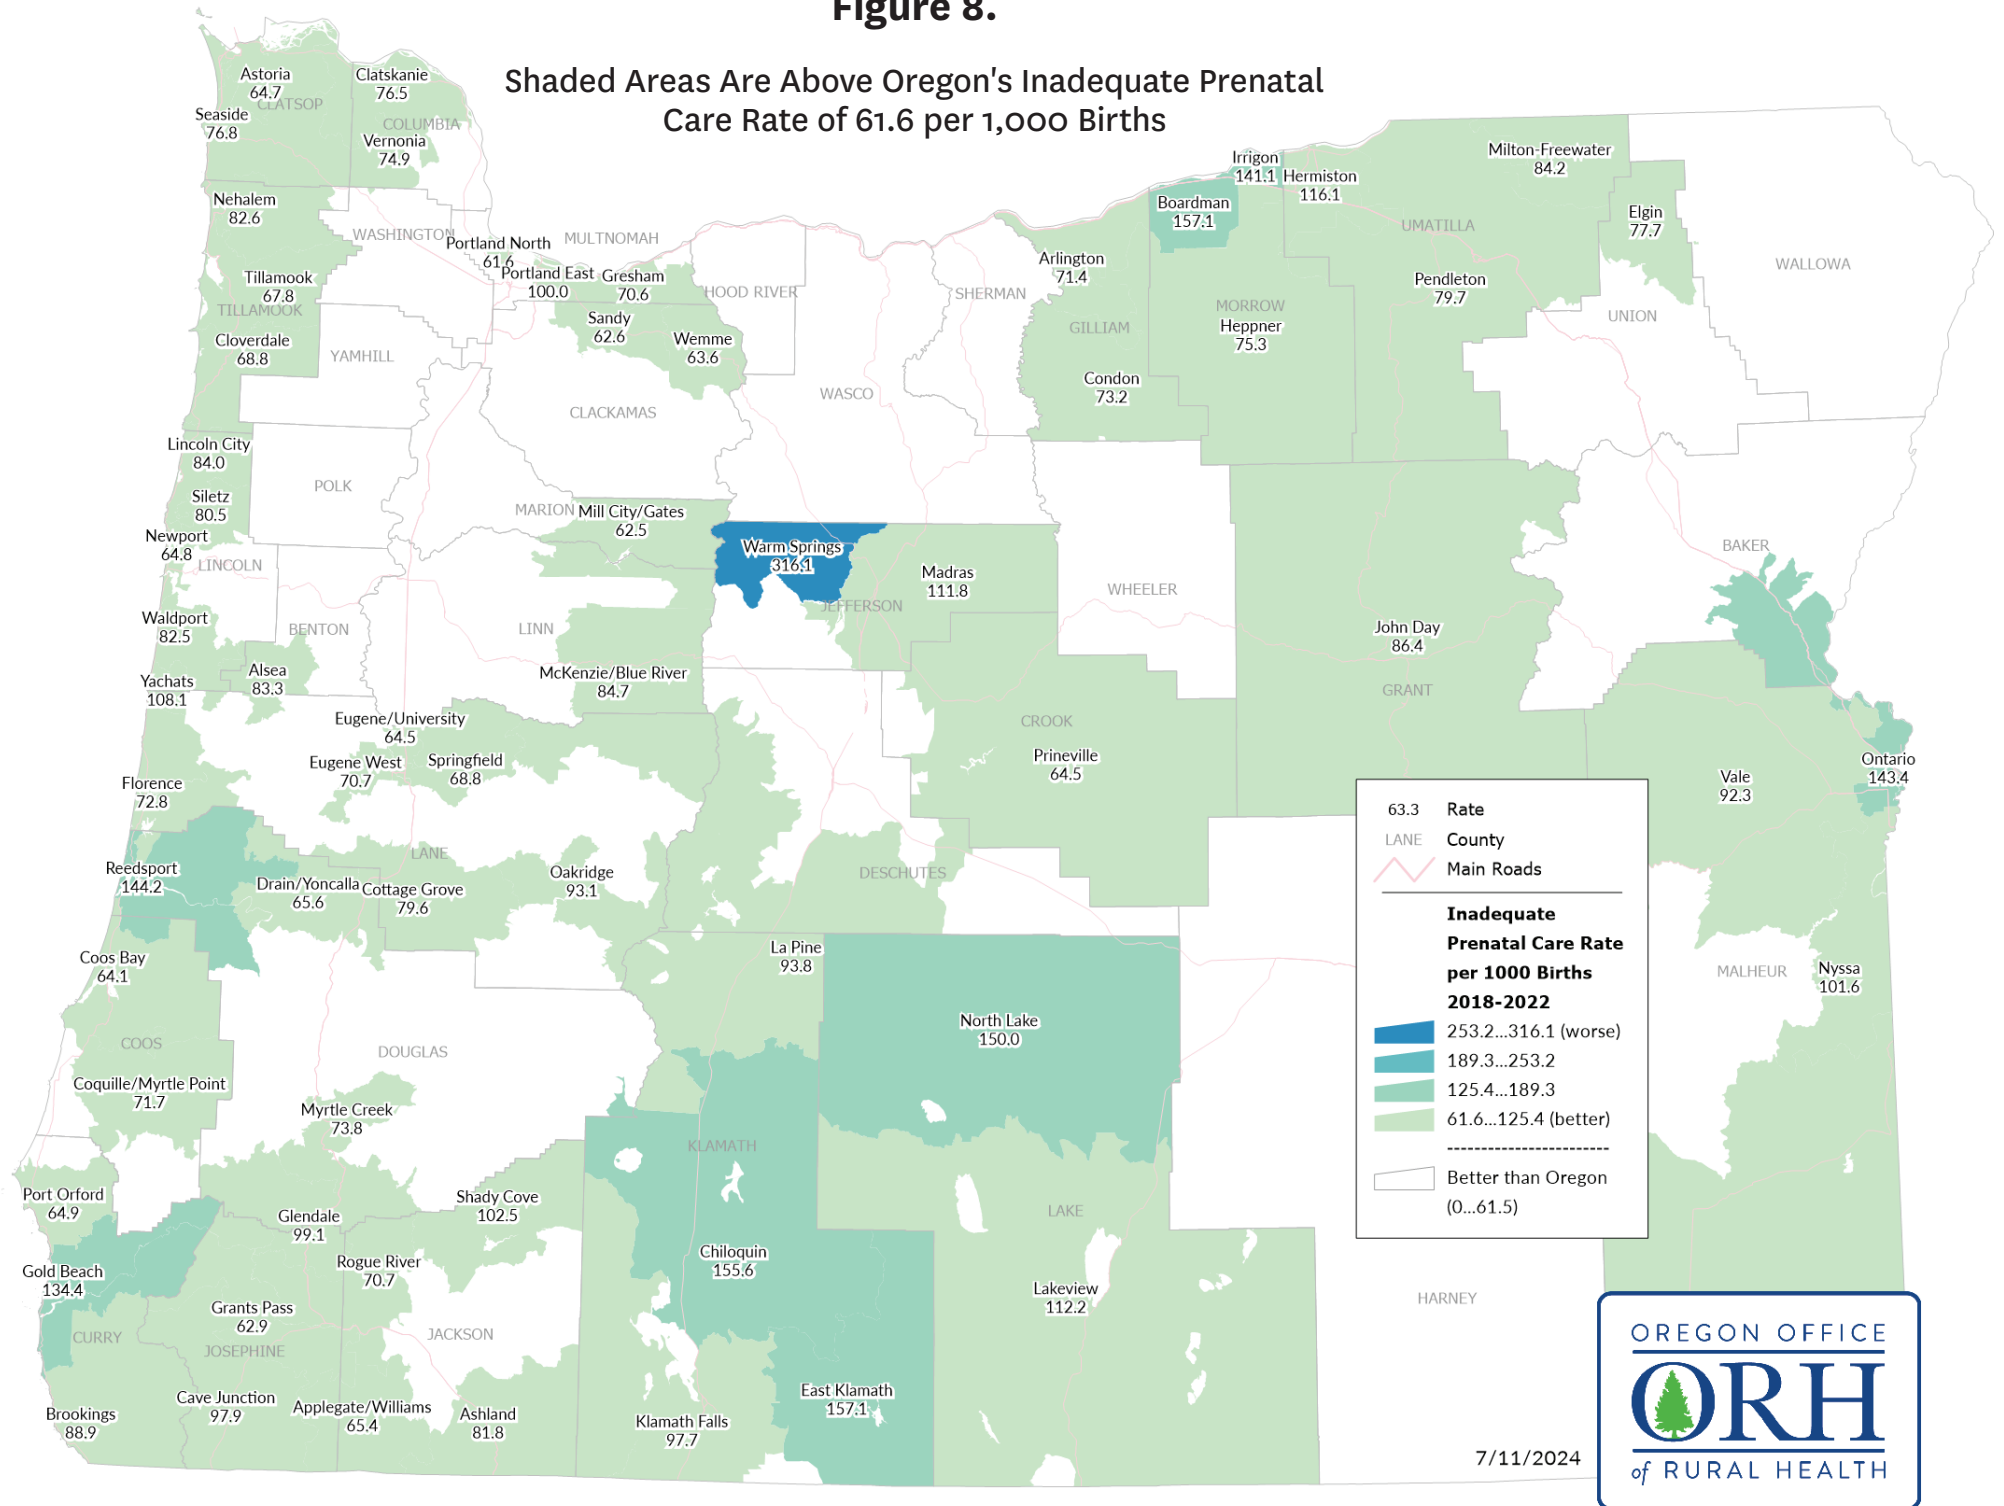 Figure 8.
Shaded Areas Are Above Oregon's Inadequate Prenatal
Care Rate of 61.6 per 1,000 Births
Astoria
64.7
CLATSOP
Clatskanie
76.5
Seaside
76.8
COLUMBIA
Vernonia
74.9
Nehalem
82.6
WASHINGTON
Portland North
61.6
MULTNOMAH
Portland East
100.0
Gresham
70.6
HOOD RIVER
SHERMAN
Tillamook
67.8
TILLAMOOK
Cloverdale
68.8
YAMHILL
Sandy
62.6
Wemme
63.6
WASCO
CLACKAMAS
Irrigon
141.1
Hermiston
116.1
Boardman
157.1
Milton-Freewater
84.2
Elgin
77.7
UMATILLA
WALLOWA
Arlington
71.4
Pendleton
79.7
MORROW
Heppner
75.3
GILLIAM
UNION
Condon
73.2
Lincoln City
84.0
POLK
Siletz
80.5
MARION
Mill City/Gates
62.5
Newport
64.8
LINCOLN
Warm Springs
316.1
Madras
111.8
JEFFERSON
WHEELER
BAKER
Waldport
82.5
BENTON
LINN
John Day
86.4
Alsea
83.3
McKenzie/Blue River
84.7
Yachats
108.1
GRANT
Eugene/University
64.5
CROOK
Prineville
64.5
Eugene West
70.7
Springfield
68.8
Florence
72.8
Vale
92.3
Ontario
143.4
LANE
Reedsport
144.2
Drain/Yoncalla
65.6
Cottage Grove
79.6
Oakridge
93.1
DESCHUTES
Coos Bay
64.1
La Pine
93.8
MALHEUR
Nyssa
101.6
North Lake
150.0
COOS
DOUGLAS
Coquille/Myrtle Point
71.7
Myrtle Creek
73.8
KLAMATH
Port Orford
64.9
Shady Cove
102.5
LAKE
Glendale
99.1
Rogue River
70.7
Chiloquin
155.6
Gold Beach
134.4
Lakeview
112.2
HARNEY
Grants Pass
62.9
CURRY
JOSEPHINE
JACKSON
Cave Junction
97.9
Applegate/Williams
65.4
Ashland
81.8
East Klamath
157.1
Brookings
88.9
Klamath Falls
97.7
63.3 Rate
LANE County
Main Roads
Inadequate
Prenatal Care Rate
per 1000 Births
2018-2022
253.2...316.1 (worse)
189.3...253.2
125.4...189.3
61.6...125.4 (better)
-----------------------
Better than Oregon
(0...61.5)
7/11/2024
OREGON OFFICE
ORH
of RURAL HEALTH